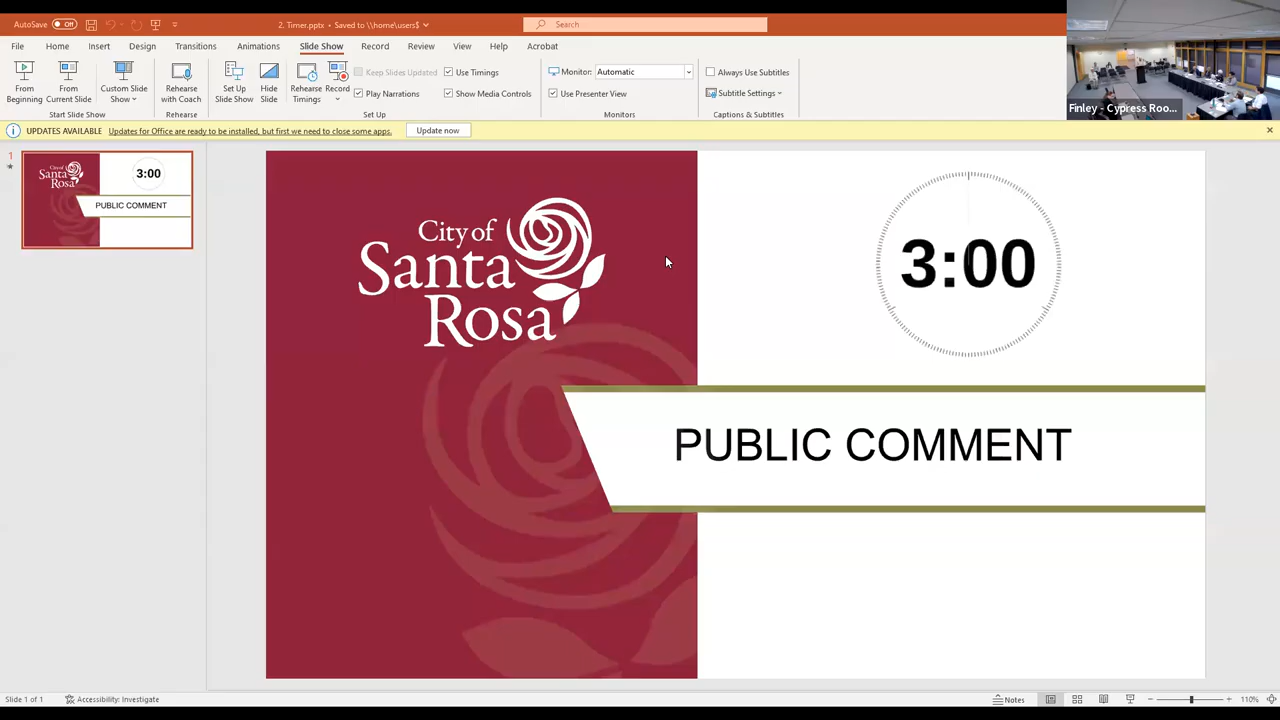 AutoSave Off
2. Timer.pptx • Saved to \\home\users$
Search
File Home Insert Design Transitions Animations Slide Show Record Review View Help Acrobat
From Beginning
From Current Slide
Custom Slide Show
Rehearse with Coach
Set Up Slide Show
Hide Slide
Rehearse Timings
Record
Keep Slides Updated
Use Timings
Play Narrations
Show Media Controls
Monitor: Automatic
Use Presenter View
Always Use Subtitles
Subtitle Settings
Start Slide Show
Rehearse
Set Up
Monitors
Captions & Subtitles
Finley - Cypress Roo...
UPDATES AVAILABLE Updates for Office are ready to be installed, but first we need to close some apps. Update now
1
City of
Santa
Rosa
3:00
PUBLIC COMMENT
City of
Santa
Rosa
3:00
PUBLIC COMMENT
Slide 1 of 1 Accessibility: Investigate Notes 110%